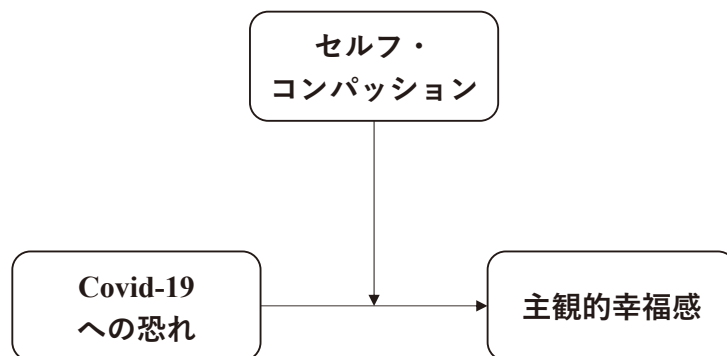 セルフ・
コンパッション
Covid-19
への恐れ
主観的幸福感